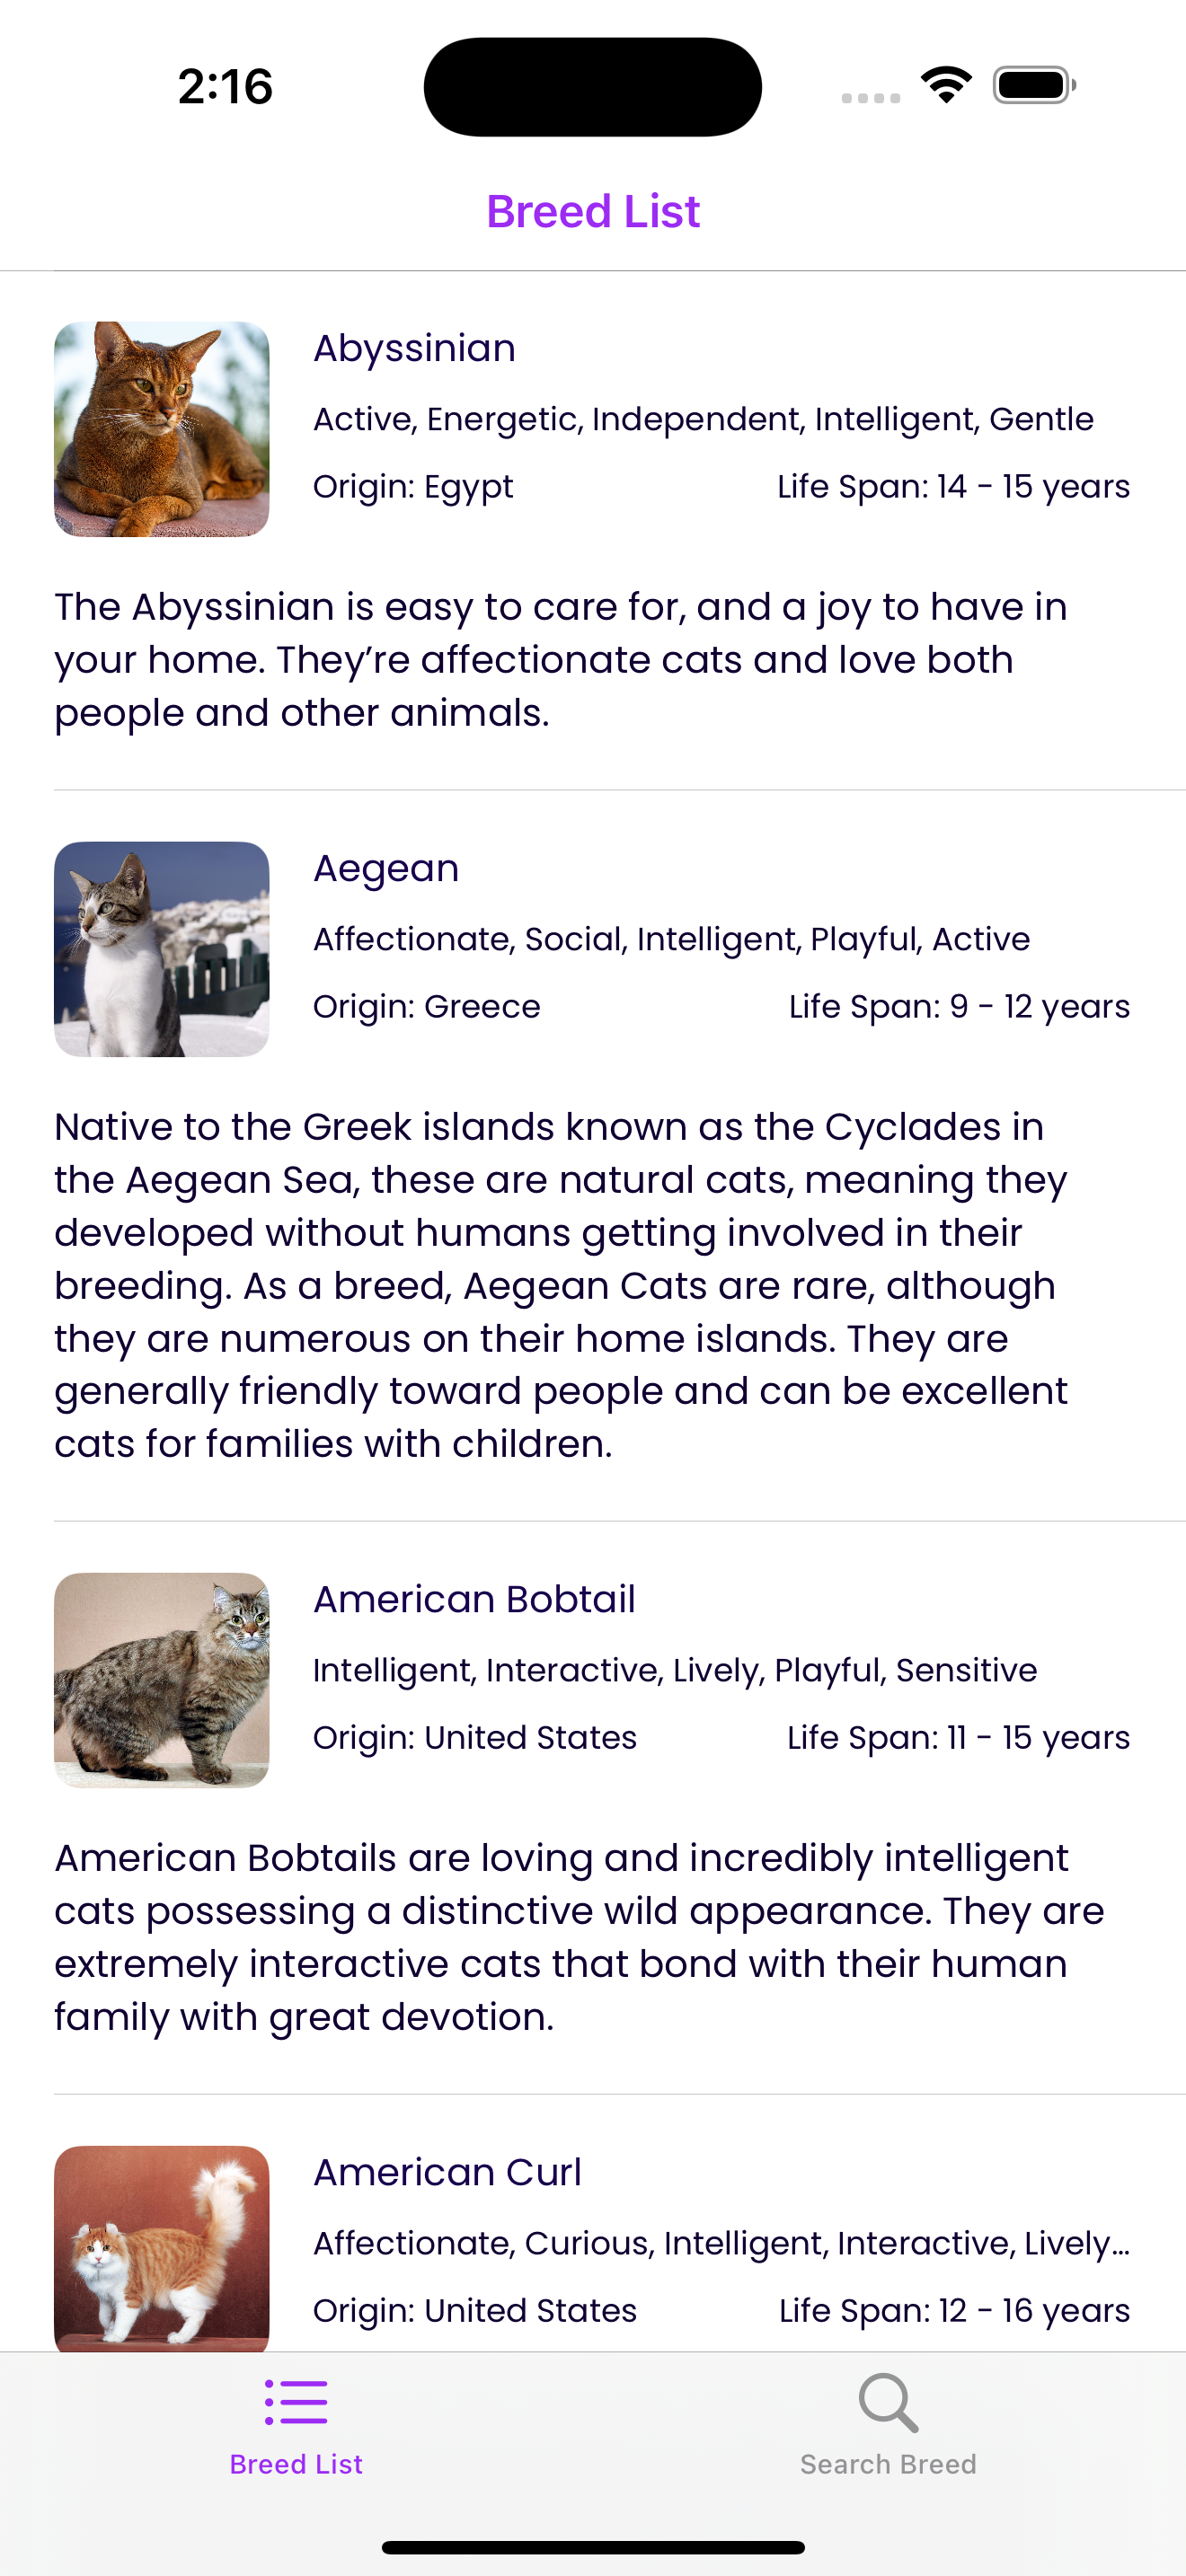 2:16
Breed List
Abyssinian
Active, Energetic, Independent, Intelligent, Gentle
Origin: Egypt Life Span: 14 - 15 years
The Abyssinian is easy to care for, and a joy to have in
your home. They’re affectionate cats and love both
people and other animals.
Aegean
Affectionate, Social, Intelligent, Playful, Active
Origin: Greece Life Span: 9 - 12 years
Native to the Greek islands known as the Cyclades in
the Aegean Sea, these are natural cats, meaning they
developed without humans getting involved in their
breeding. As a breed, Aegean Cats are rare, although
they are numerous on their home islands. They are
generally friendly toward people and can be excellent
cats for families with children.
American Bobtail
Intelligent, Interactive, Lively, Playful, Sensitive
Origin: United States Life Span: 11 - 15 years
American Bobtails are loving and incredibly intelligent
cats possessing a distinctive wild appearance. They are
extremely interactive cats that bond with their human
family with great devotion.
American Curl
Affectionate, Curious, Intelligent, Interactive, Lively...
Origin: United States Life Span: 12 - 16 years
Breed List Search Breed